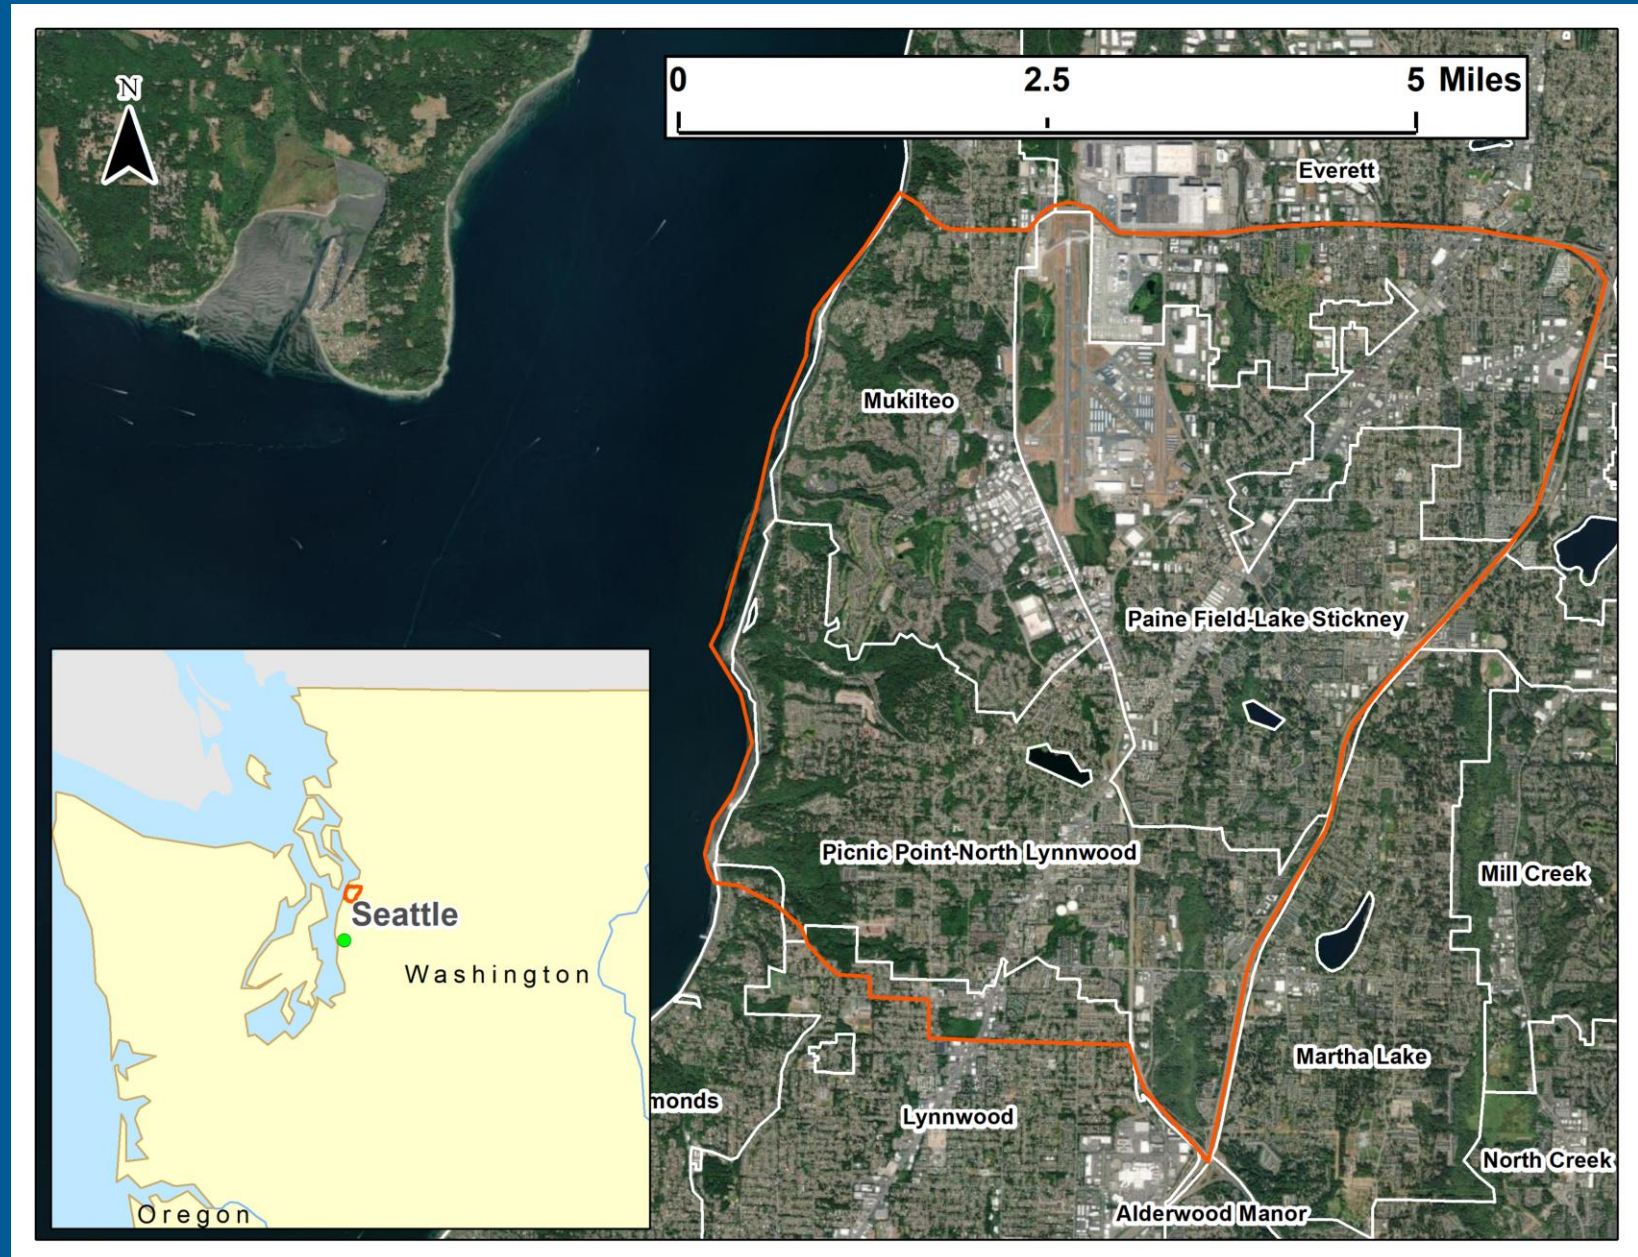 N
0 2.5 5 Miles
Everett
Mukilteo
Paine Field-Lake Stickney
Picnic Point-North Lynnwood
Mill Creek
Seattle
Washington
Martha Lake
monds
Lynnwood
North Creek
Oregon
Alderwood Manor